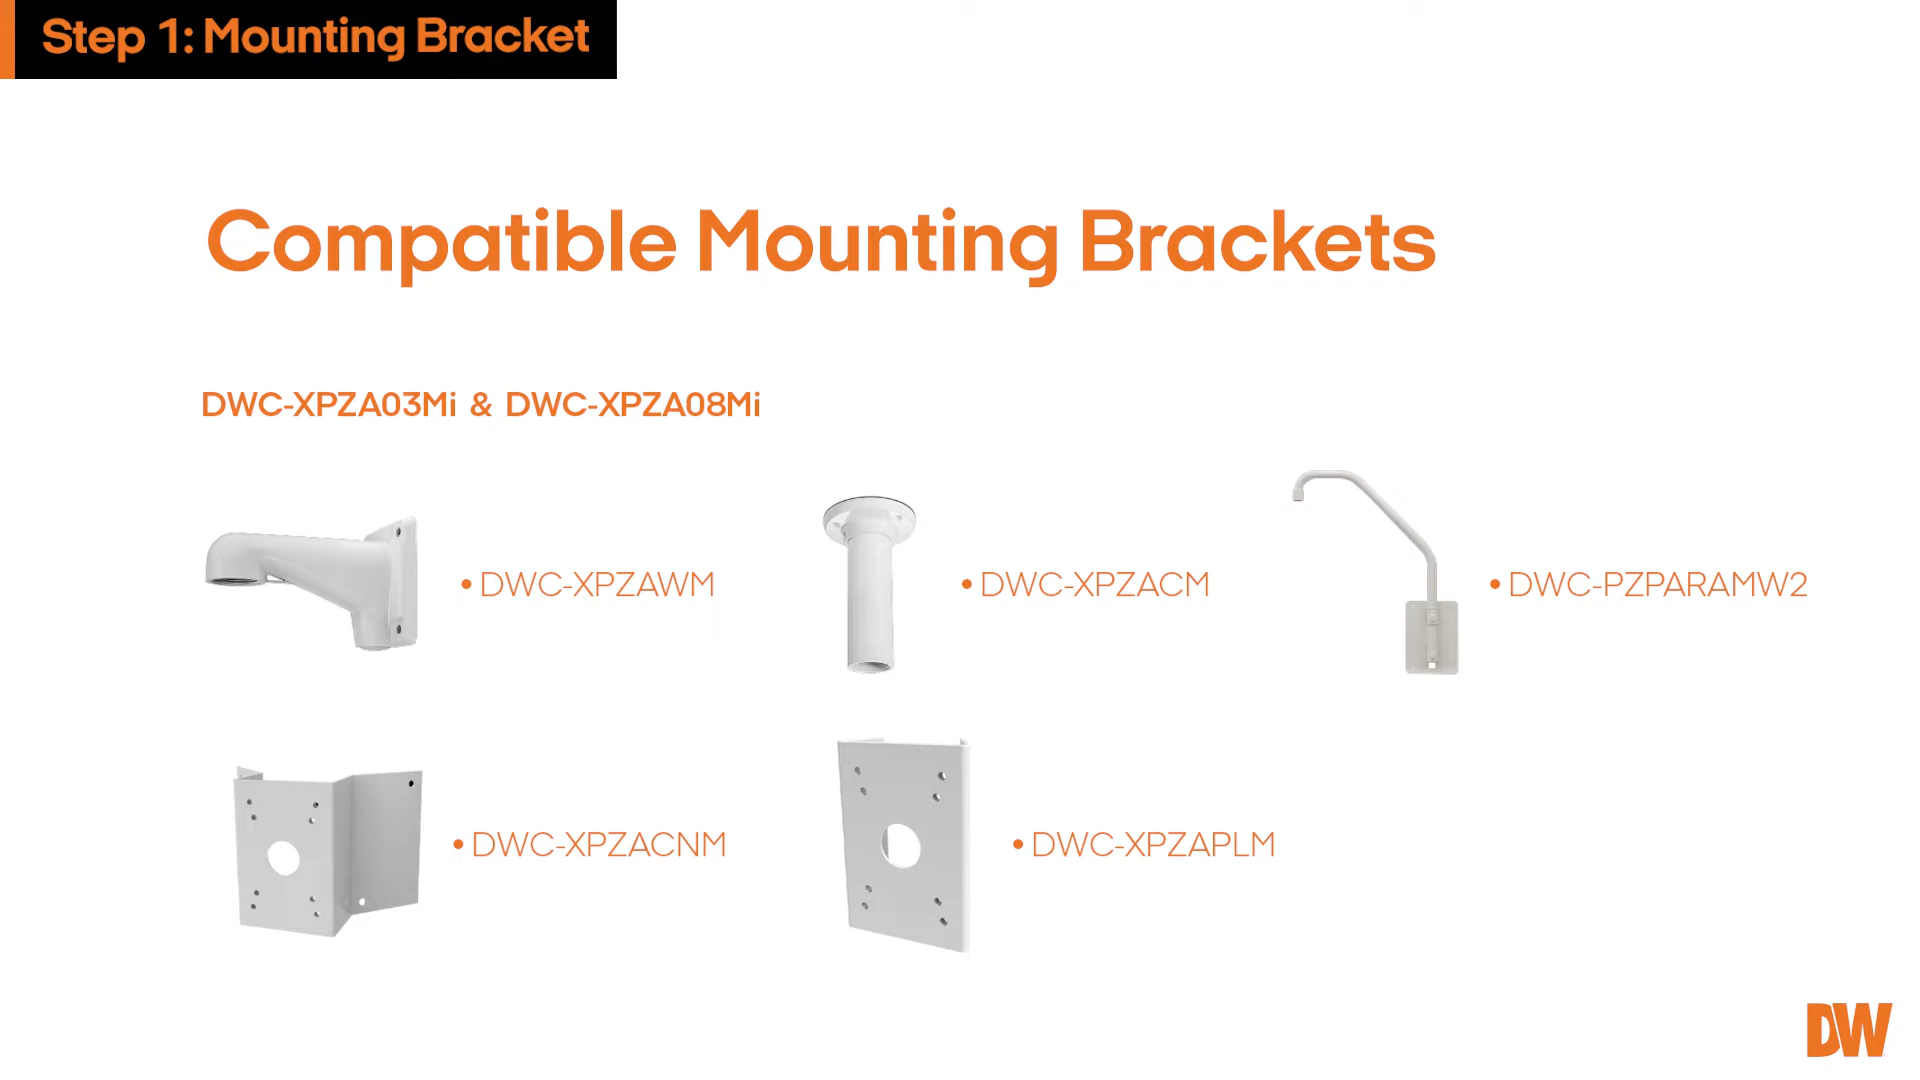 Step 1: Mounting Bracket
Compatible Mounting Brackets
DWC-XPZA03Mi & DWC-XPZA08Mi
• DWC-XPZAWM
• DWC-XPZACM
• DWC-PZPARAMW2
• DWC-XPZACNM
• DWC-XPZAPLM
DW